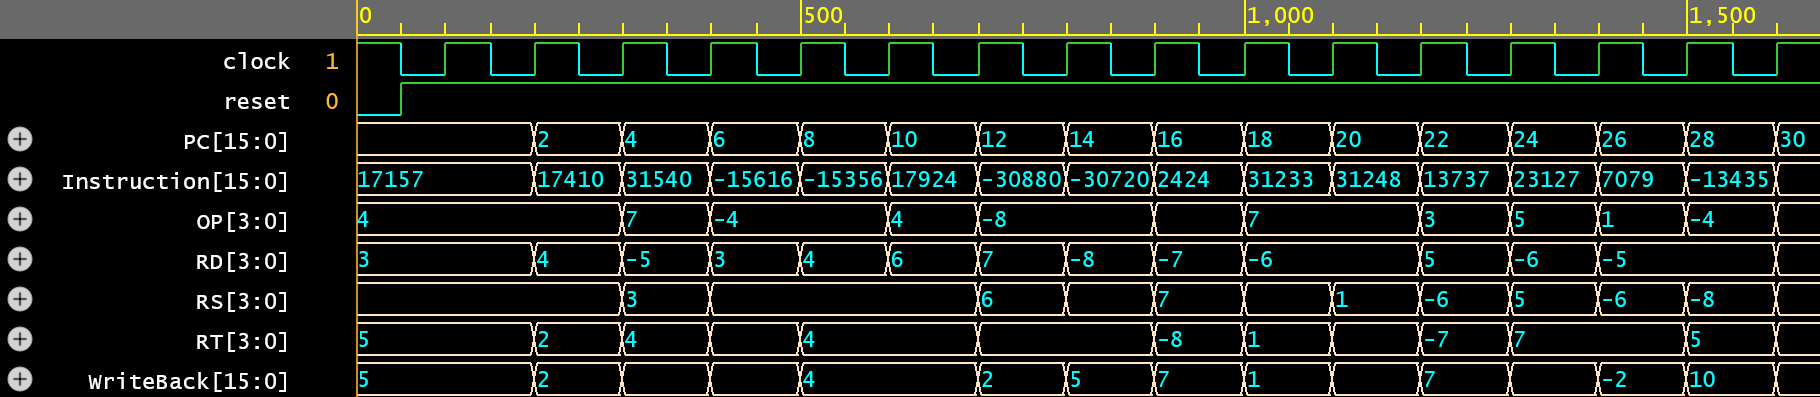 0 500 1,000 1,500
clock 1
reset 0
PC[15:0] 2 4 6 8 10 12 14 16 18 20 22 24 26 28 30
Instruction[15:0] 17157 17410 31540 -15616 -15356 17924 -30880 -30720 2424 31233 31248 13737 23127 7079 -13435
OP[3:0] 4 7 -4 4 -8 7 3 5 1 -4
RD[3:0] 3 4 -5 3 4 6 7 -8 -7 -6 5 -6 -5
RS[3:0] 3 6 7 1 -6 5 -6 -8
RT[3:0] 5 2 4 4 -8 1 -7 7 5
WriteBack[15:0] 5 2 4 2 5 7 1 7 -2 10